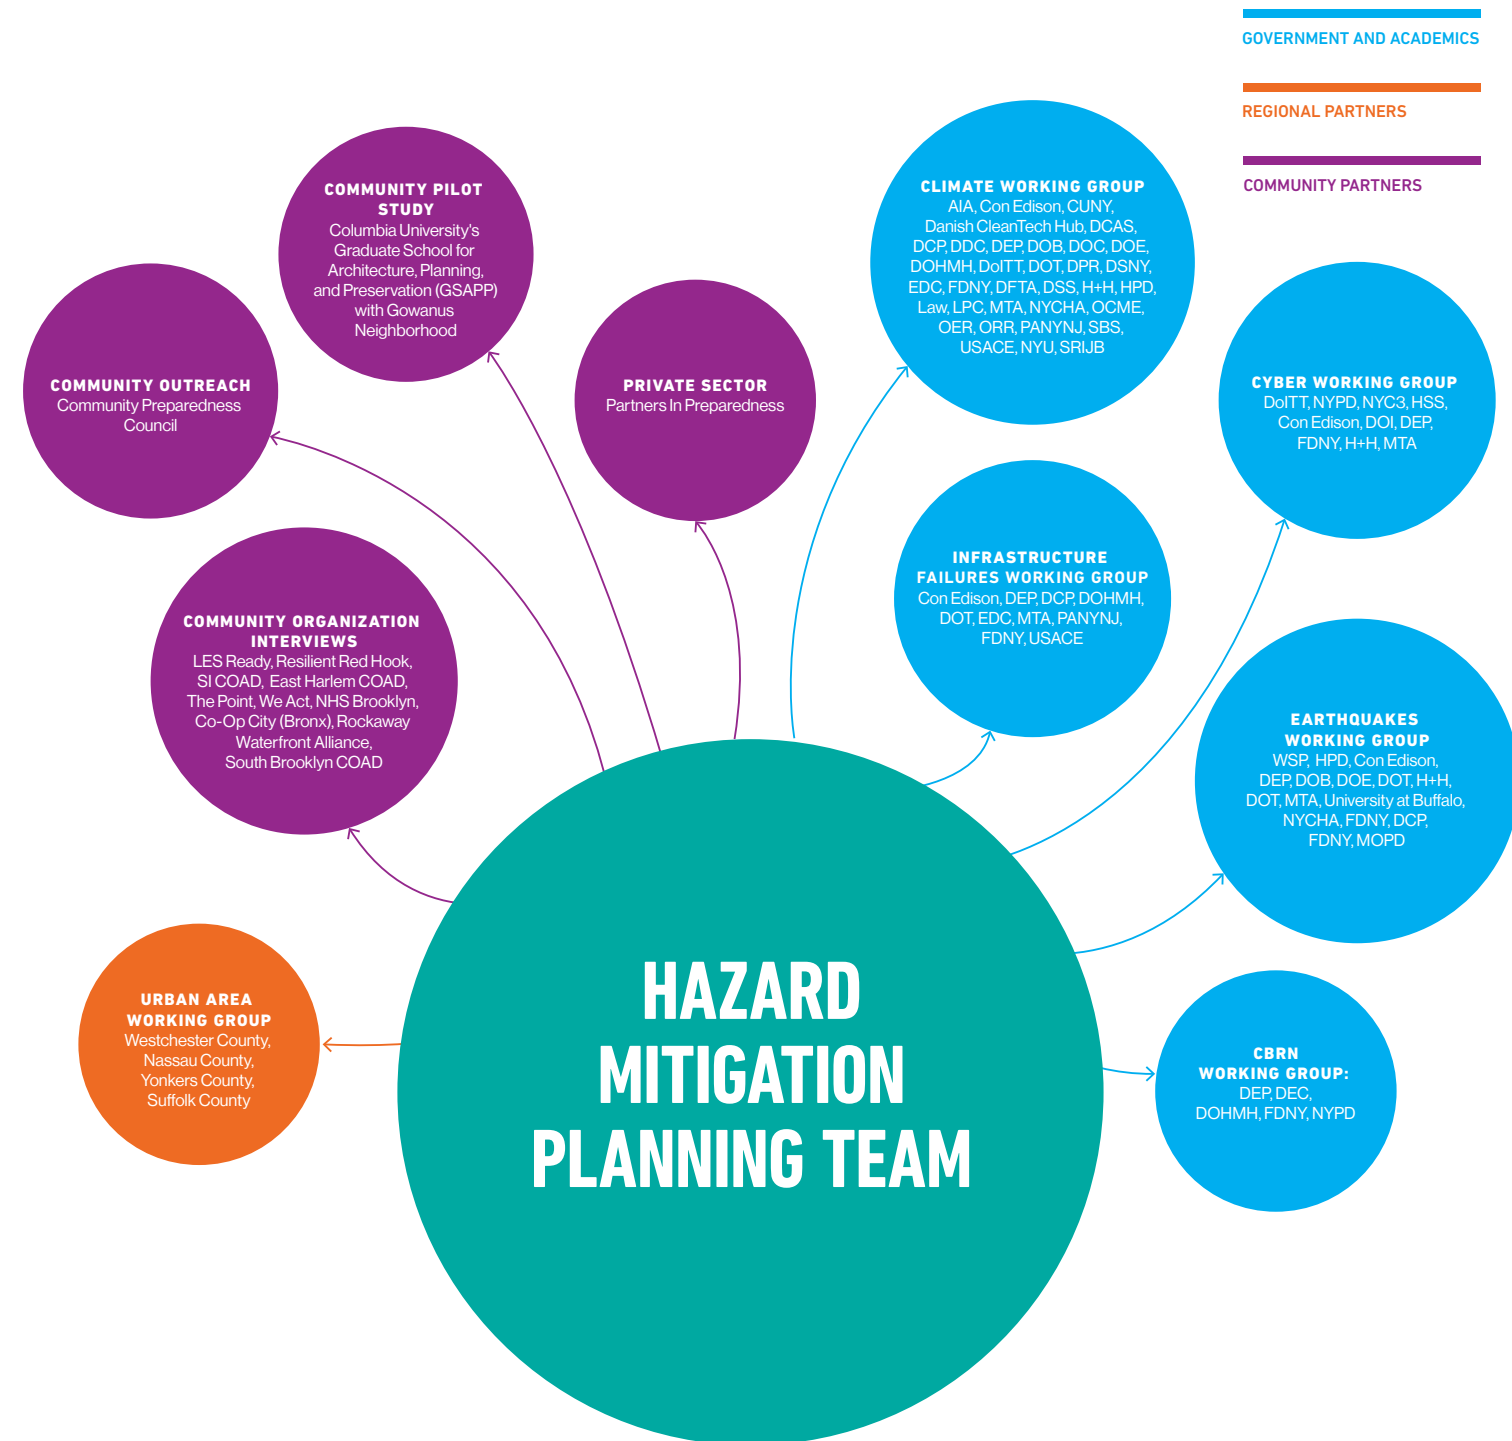 GOVERNMENT AND ACADEMICS
REGIONAL PARTNERS
COMMUNITY PARTNERS
COMMUNITY PILOT
STUDY
Columbia University's
Graduate School for
Architecture, Planning,
and Preservation (GSAPP)
with Gowanus
Neighborhood
CLIMATE WORKING GROUP
AIA, Con Edison, CUNY,
Danish CleanTech Hub, DCAS,
DCP, DDC, DEP, DOB, DOC, DOE,
DOHMH, DoITT, DOT, DPR, DSNY,
EDC, FDNY, DFTA, DSS, H+H, HPD,
Law, LPC, MTA, NYCHA, OCME,
OER, ORR, PANYNJ, SBS,
USACE, NYU, SRIJB
COMMUNITY OUTREACH
Community Preparedness
Council
PRIVATE SECTOR
Partners In Preparedness
CYBER WORKING GROUP
DoITT, NYPD, NYC3, HSS,
Con Edison, DOI, DEP,
FDNY, H+H, MTA
INFRASTRUCTURE
FAILURES WORKING GROUP
Con Edison, DEP, DCP, DOHMH,
DOT, EDC, MTA, PANYNJ,
FDNY, USACE
COMMUNITY ORGANIZATION
INTERVIEWS
LES Ready, Resilient Red Hook,
SI COAD, East Harlem COAD,
The Point, We Act, NHS Brooklyn,
Co-Op City (Bronx), Rockaway
Waterfront Alliance,
South Brooklyn COAD
EARTHQUAKES
WORKING GROUP
WSP, HPD, Con Edison,
DEP, DOB, DOE, DOT, H+H,
DOT, MTA, University at Buffalo,
NYCHA, FDNY, DCP,
FDNY, MOPD
URBAN AREA
WORKING GROUP
Westchester County,
Nassau County,
Yonkers County,
Suffolk County
HAZARD
MITIGATION
PLANNING TEAM
CBRN
WORKING GROUP:
DEP, DEC,
DOHMH, FDNY, NYPD